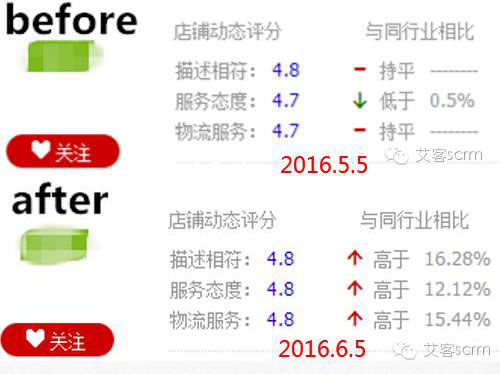 before
店铺动态评分 与同行业相比
描述相符: 4.8 持平 --------
服务态度: 4.7 ↓ 低于 0.5%
物流服务: 4.7 持平 --------
关注
2016.5.5
艾客scrm
after
店铺动态评分 与同行业相比
描述相符: 4.8 ↑ 高于 16.28%
服务态度: 4.8 ↑ 高于 12.12%
物流服务: 4.8 ↑ 高于 15.44%
关注
2016.6.5
艾客scrm